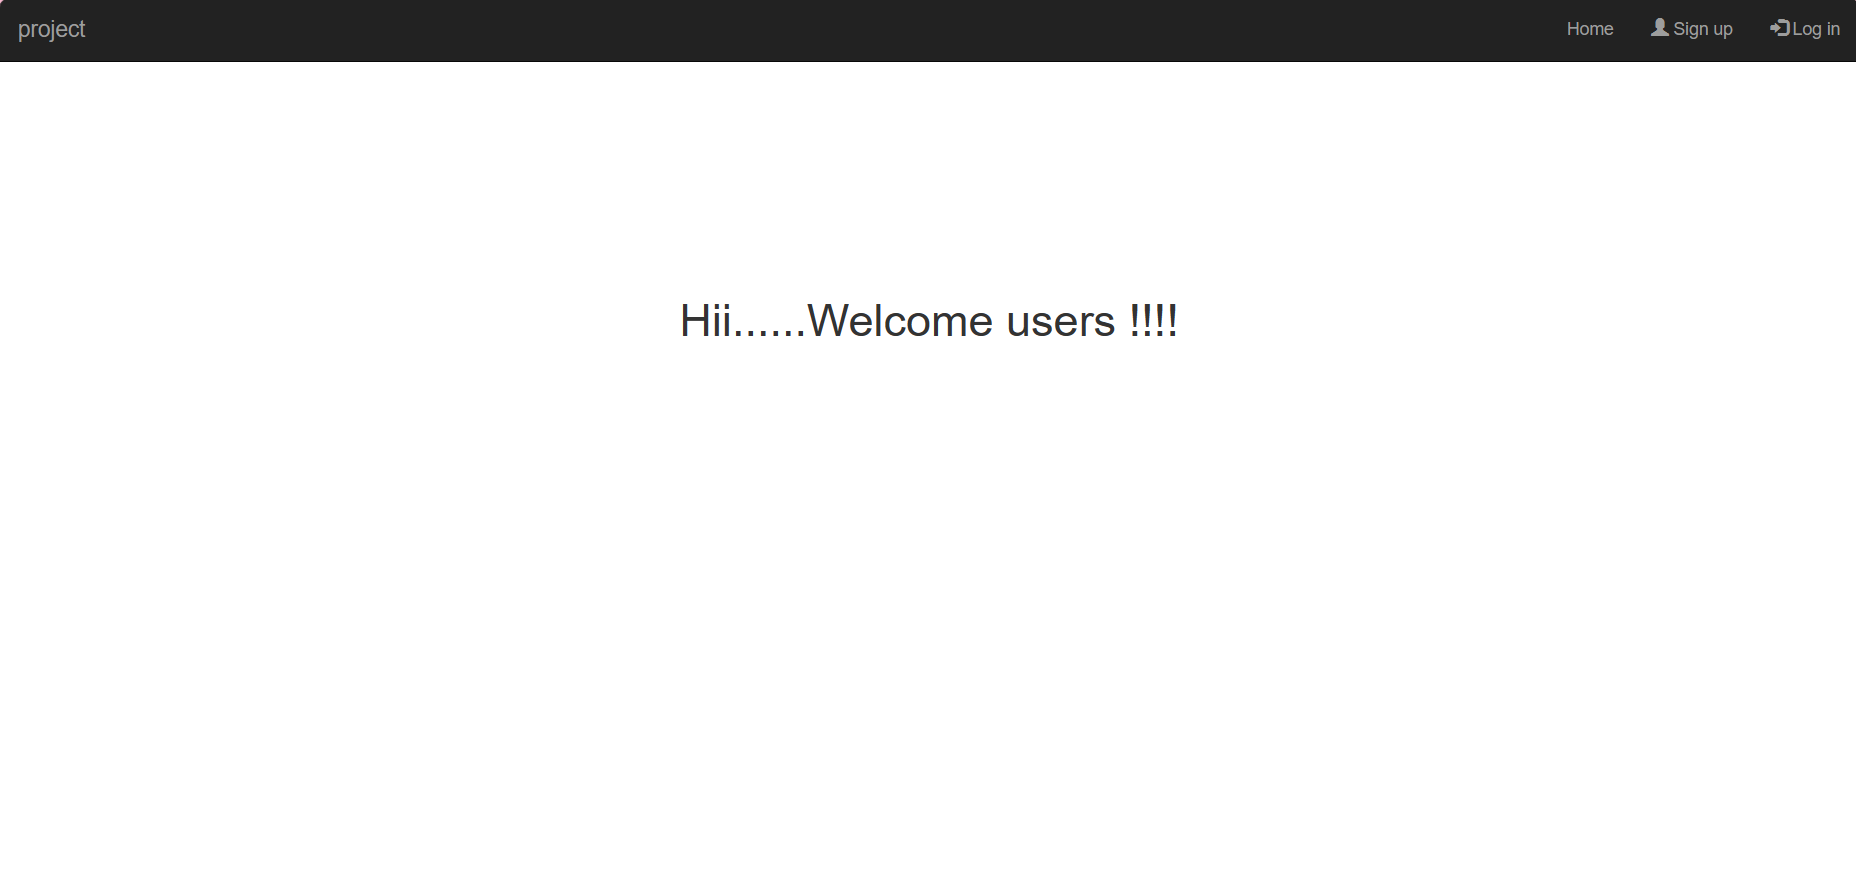 project Home Sign up Log in
Hii......Welcome users !!!!